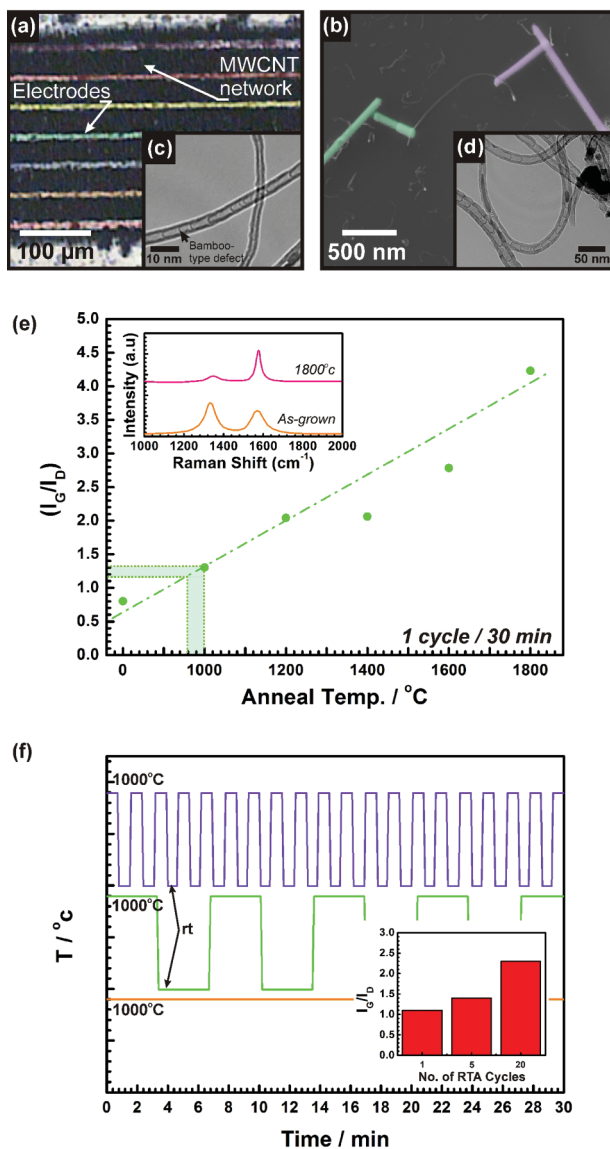 (a)
MWCNT
network
Electrodes
100 µm
(c)
10 nm
Bamboo-
type defect
(b)
500 nm
(d)
50 nm
(e)
5.0
4.5
4.0
3.5
3.0
2.5
2.0
1.5
1.0
0.5
0.0
(I_G/I_D)
Intensity (a.u)
1800°c
As-grown
1000 1200 1400 1600 1800 2000
Raman Shift (cm⁻¹)
1 cycle / 30 min
0 1000 1200 1400 1600 1800
Anneal Temp. / °C
(f)
1000°C
1000°C
rt
1000°C
T / °c
3.0
2.5
2.0
1.5
1.0
0.5
0.0
I_G/I_D
1 5 20
No. of RTA Cycles
0 2 4 6 8 10 12 14 16 18 20 22 24 26 28 30
Time / min